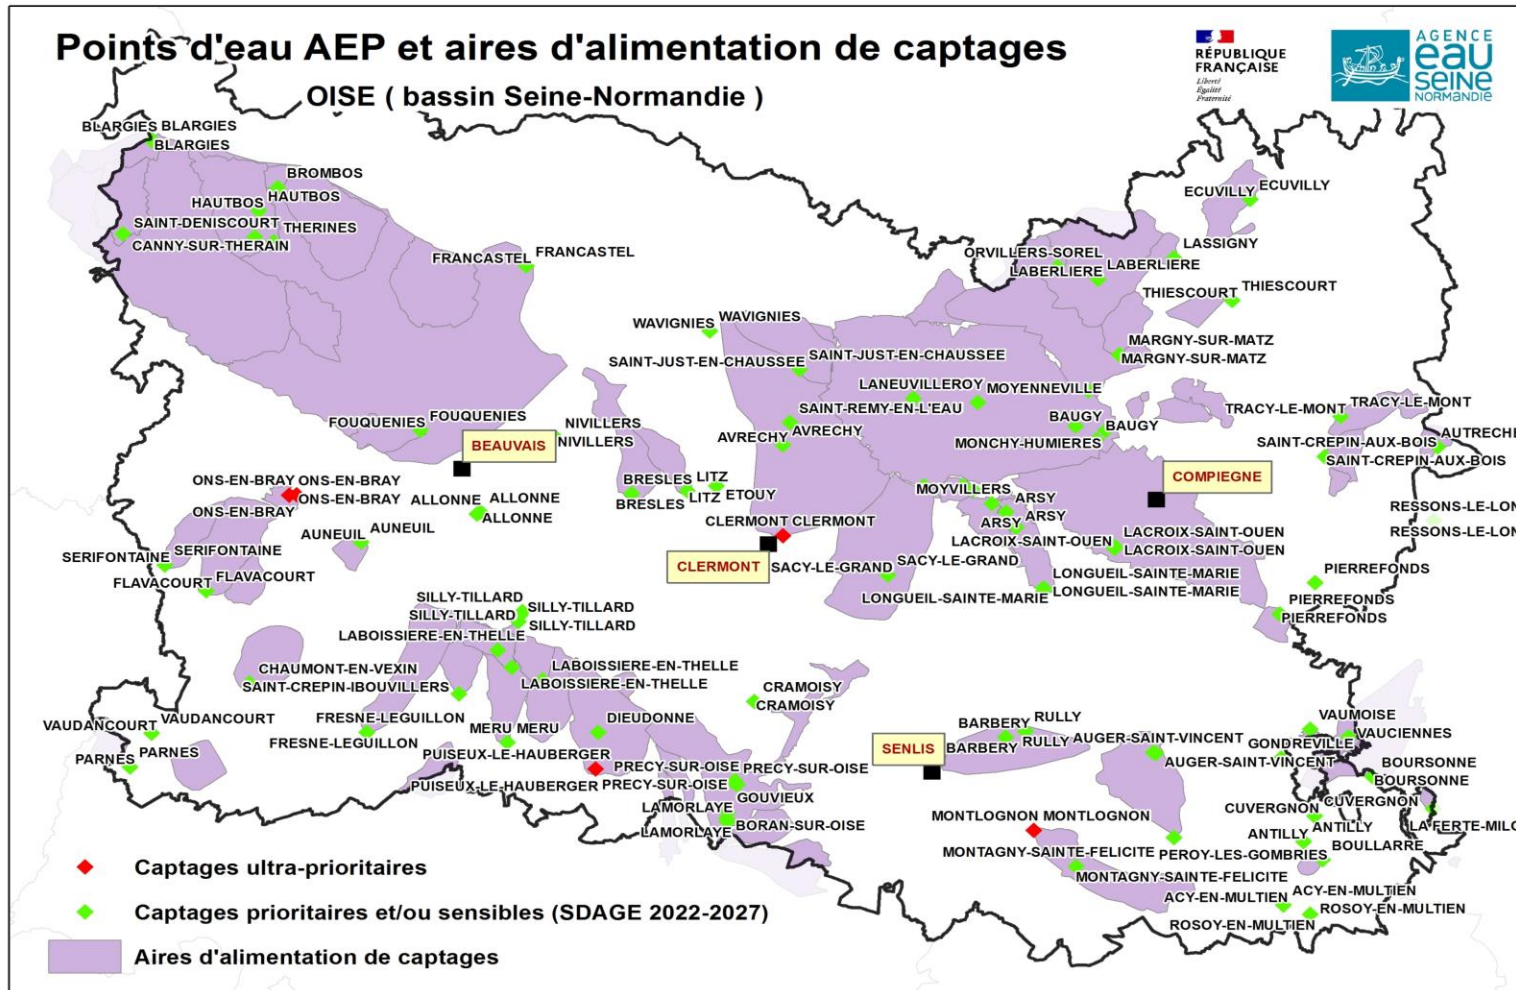 Points d'eau AEP et aires d'alimentation de captages
OISE ( bassin Seine-Normandie )
RÉPUBLIQUE
FRANÇAISE
Liberté
Égalité
Fraternité
AGENCE
eau
SEINE
NORMANDIE
BLARGIES BLARGIES
BLARGIES
BROMBOS
HAUTBOS HAUTBOS
SAINT-DENISCOURT THERINES
CANNY-SUR-THERAIN
FRANCASTEL FRANCASTEL
ECUVILLY ECUVILLY
LASSIGNY
ORVILLERS-SOREL
LABERLIERE LABERLIERE
THIESCOURT THIESCOURT
WAVIGNIES WAVIGNIES
MARGNY-SUR-MATZ
MARGNY-SUR-MATZ
SAINT-JUST-EN-CHAUSSEE SAINT-JUST-EN-CHAUSSEE
LANEUVILLEROY MOYENNEVILLE
SAINT-REMY-EN-L'EAU
FOUQUENIES FOUQUENIES
NIVILLERS
NIVILLERS
AVRECHY AVRECHY
BAUGY
BAUGY
MONCHY-HUMIERES
TRACY-LE-MONT TRACY-LE-MONT
AUTRECHE
SAINT-CREPIN-AUX-BOIS
SAINT-CREPIN-AUX-BOIS
BEAUVAIS
COMPIEGNE
ONS-EN-BRAY ONS-EN-BRAY
ONS-EN-BRAY
ONS-EN-BRAY
ALLONNE ALLONNE
ALLONNE
BRESLES LITZ
BRESLES LITZ ETOUY
MOYVILLERS
ARSY
ARSY ARSY
RESSONS-LE-LON
RESSONS-LE-LON
CLERMONT CLERMONT
AUNEUIL AUNEUIL
LACROIX-SAINT-OUEN
LACROIX-SAINT-OUEN
LACROIX-SAINT-OUEN
SERIFONTAINE SERIFONTAINE
FLAVACOURT FLAVACOURT
CLERMONT
SACY-LE-GRAND SACY-LE-GRAND
LONGUEIL-SAINTE-MARIE
LONGUEIL-SAINTE-MARIE LONGUEIL-SAINTE-MARIE
PIERREFONDS
PIERREFONDS
PIERREFONDS
SILLY-TILLARD
SILLY-TILLARD SILLY-TILLARD
SILLY-TILLARD
LABOISSIERE-EN-THELLE
LABOISSIERE-EN-THELLE
LABOISSIERE-EN-THELLE
CHAUMONT-EN-VEXIN
SAINT-CREPIN-IBOUVILLERS
CRAMOISY
CRAMOISY
VAUDANCOURT VAUDANCOURT
FRESNE-LEGUILLON
FRESNE-LEGUILLON
MERU MERU
DIEUDONNE
PARNES PARNES
PUISEUX-LE-HAUBERGER
PUISEUX-LE-HAUBERGER
PRECY-SUR-OISE PRECY-SUR-OISE
PRECY-SUR-OISE
GOUVIEUX
LAMORLAYE
LAMORLAYE
BORAN-SUR-OISE
SENLIS
BARBERY RULLY
BARBERY RULLY
AUGER-SAINT-VINCENT
AUGER-SAINT-VINCENT
VAUMOISE
VAUCIENNES
GONDREVILLE
BOURSONNE
BOURSONNE
CUVERGNON CUVERGNON
LA FERTE-MILO
MONTLOGNON MONTLOGNON
ANTILLY ANTILLY
BOULLARRE
MONTAGNY-SAINTE-FELICITE
MONTAGNY-SAINTE-FELICITE
PEROY-LES-GOMBRIES
ACY-EN-MULTIEN ACY-EN-MULTIEN
ROSOY-EN-MULTIEN
ROSOY-EN-MULTIEN
Captages ultra-prioritaires
Captages prioritaires et/ou sensibles (SDAGE 2022-2027)
Aires d'alimentation de captages